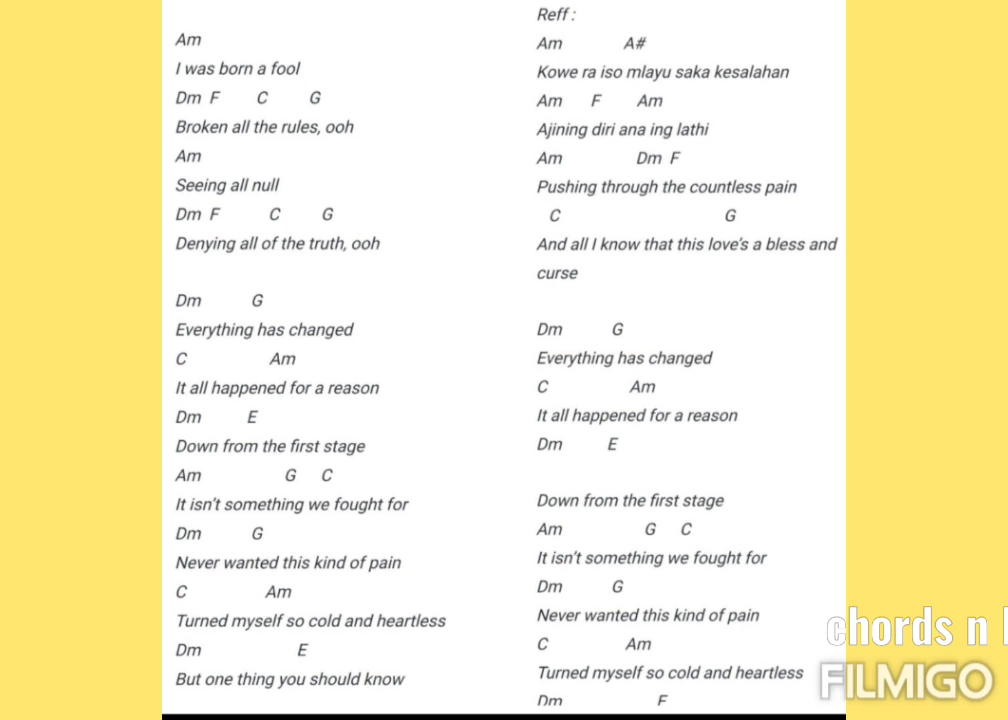 Am
I was born a fool
Dm F C G
Broken all the rules, ooh
Am
Seeing all null
Dm F C G
Denying all of the truth, ooh
Dm G
Everything has changed
C Am
It all happened for a reason
Dm E
Down from the first stage
Am G C
It isn't something we fought for
Dm G
Never wanted this kind of pain
C Am
Turned myself so cold and heartless
Dm E
But one thing you should know
Reff :
Am A#
Kowe ra iso mlayu saka kesalahan
Am F Am
Ajining diri ana ing lathi
Am Dm F
Pushing through the countless pain
C G
And all I know that this love's a bless and
curse
Dm G
Everything has changed
C Am
It all happened for a reason
Dm E
Down from the first stage
Am G C
It isn't something we fought for
Dm G
Never wanted this kind of pain
C Am
Turned myself so cold and heartless
Dm
chords n
FILMIGO